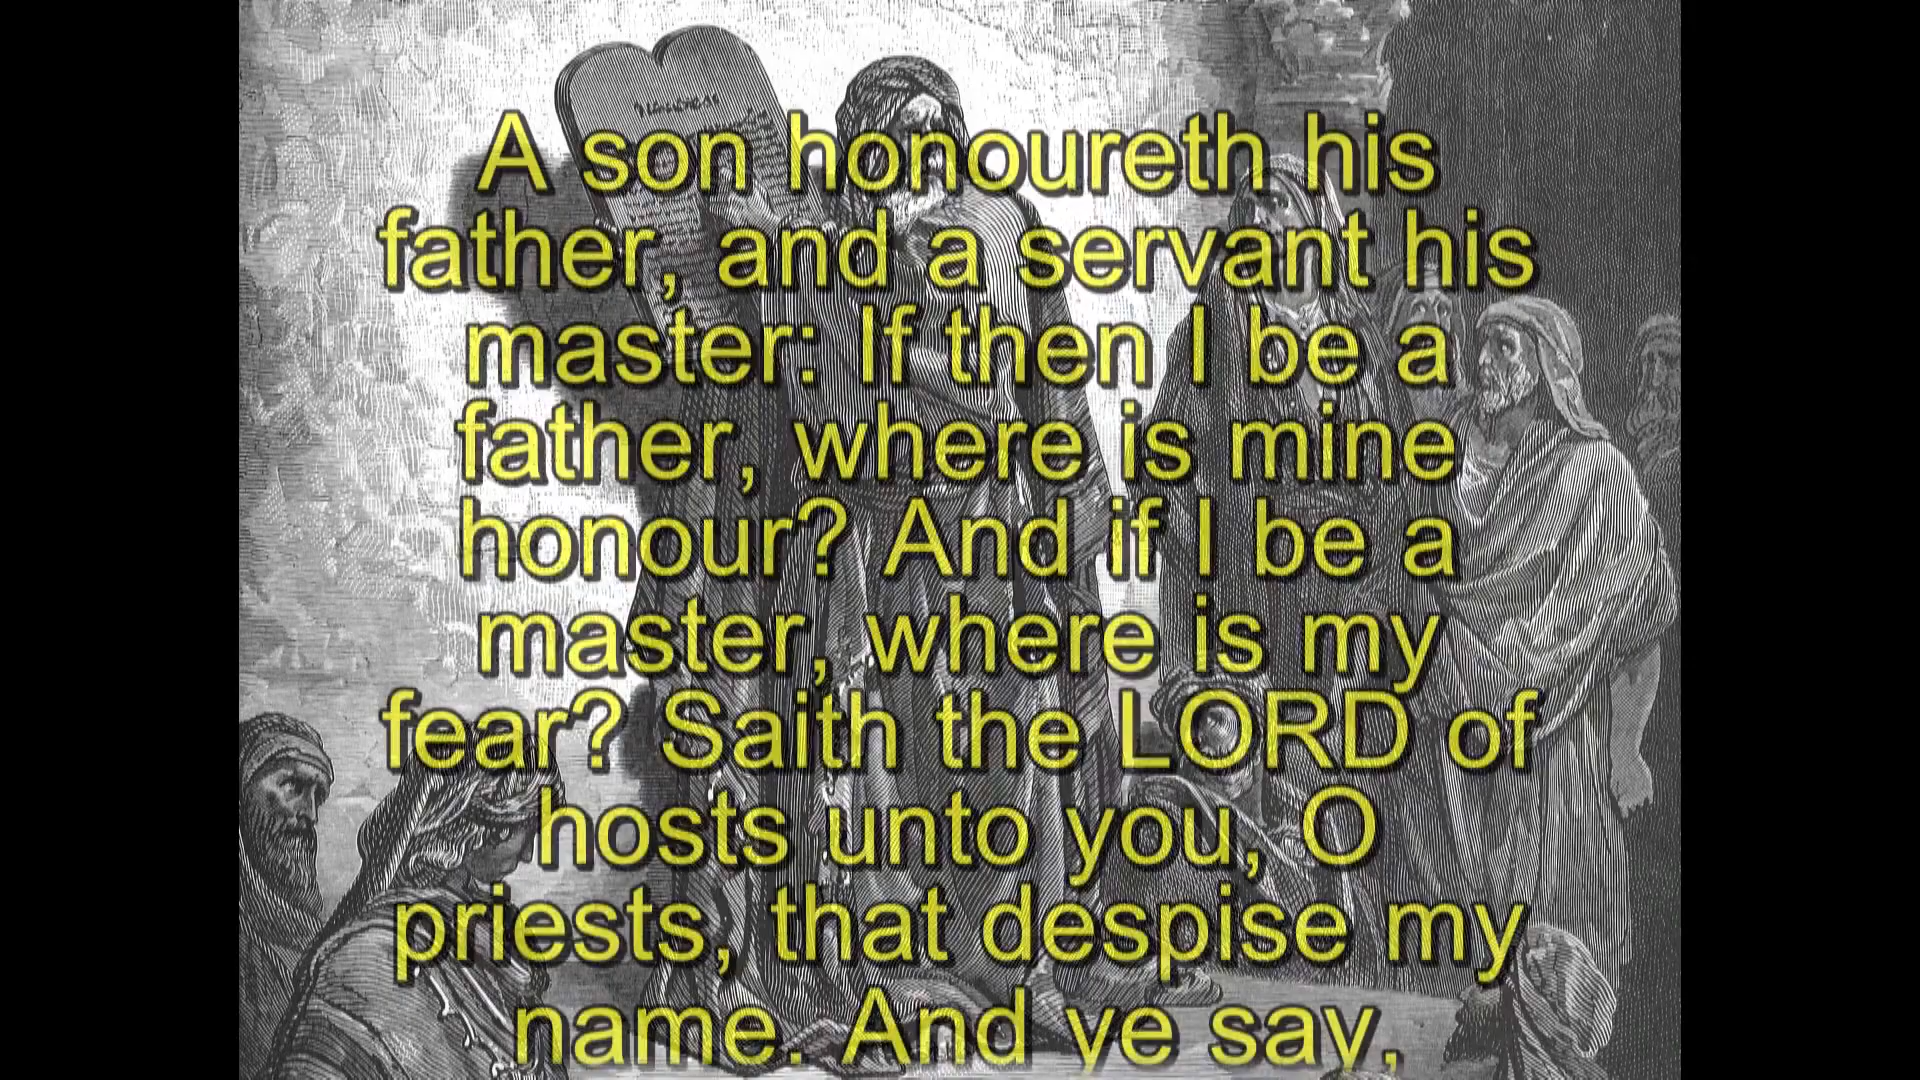 A son honoureth his
father, and a servant his
master: If then I be a
father, where is mine
honour? And if I be a
master, where is my
fear? Saith the LORD of
hosts unto you, O
priests, that despise my
name. And ye say,